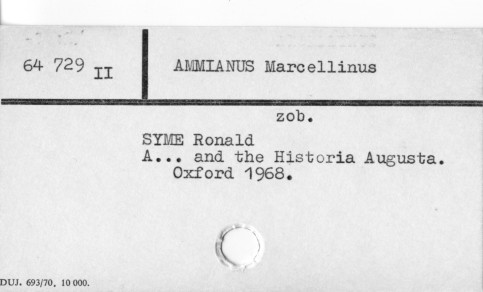 64 729 II
AMMIANUS Marcellinus
zob.
SYME Ronald
A... and the Historia Augusta.
Oxford 1968.
DUJ. 693/70, 10 000.